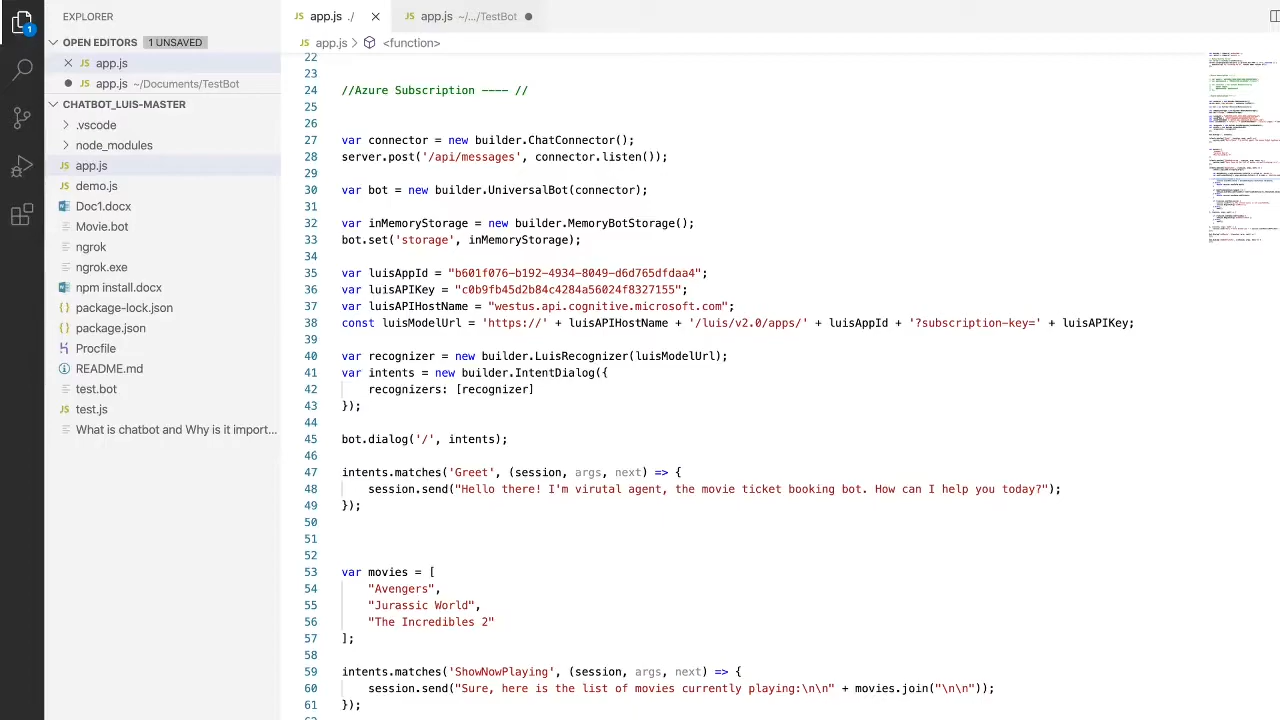 EXPLORER
OPEN EDITORS 1 UNSAVED
JS app.js
JS app.js ~/Documents/TestBot
CHATBOT_LUIS-MASTER
.vscode
node_modules
JS app.js
JS demo.js
Doc1.docx
Movie.bot
ngrok
ngrok.exe
npm install.docx
{} package-lock.json
{} package.json
Procfile
README.md
test.bot
JS test.js
What is chatbot and Why is it import...
1
JS app.js ./ JS app.js ~/.../TestBot
JS app.js > <function>
22
23
24 //Azure Subscription ---- //
25
26
27 var connector = new builder.ChatConnector();
28 server.post('/api/messages', connector.listen());
29
30 var bot = new builder.UniversalBot(connector);
31
32 var inMemoryStorage = new builder.MemoryBotStorage();
33 bot.set('storage', inMemoryStorage);
34
35 var luisAppId = "b601f076-b192-4934-8049-d6d765dfdaa4";
36 var luisAPIKey = "c0b9fb45d2b84c4284a56024f8327155";
37 var luisAPIHostName = "westus.api.cognitive.microsoft.com";
38 const luisModelUrl = 'https://' + luisAPIHostName + '/luis/v2.0/apps/' + luisAppId + '?subscription-key=' + luisAPIKey;
39
40 var recognizer = new builder.LuisRecognizer(luisModelUrl);
41 var intents = new builder.IntentDialog({
42 recognizers: [recognizer]
43 });
44
45 bot.dialog('/', intents);
46
47 intents.matches('Greet', (session, args, next) => {
48 session.send("Hello there! I'm virutal agent, the movie ticket booking bot. How can I help you today?");
49 });
50
51
52
53 var movies = [
54 "Avengers",
55 "Jurassic World",
56 "The Incredibles 2"
57 ];
58
59 intents.matches('ShowNowPlaying', (session, args, next) => {
60 session.send("Sure, here is the list of movies currently playing:\n\n" + movies.join("\n\n"));
61 });